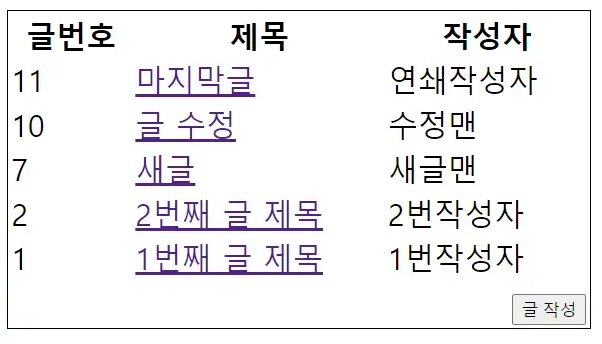 글번호 제목 작성자
11 마지막글 연쇄작성자
10 글 수정 수정맨
7 새글 새글맨
2 2번째 글 제목 2번작성자
1 1번째 글 제목 1번작성자
글 작성